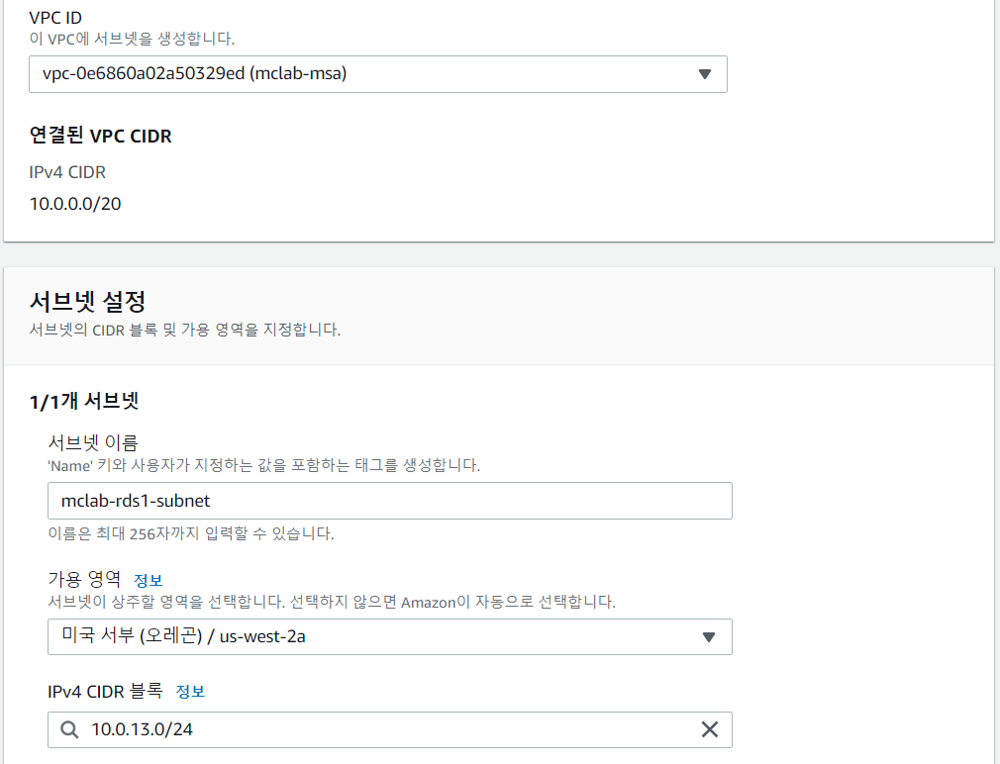 VPC ID
이 VPC에 서브넷을 생성합니다.
vpc-0e6860a02a50329ed (mclab-msa)
연결된 VPC CIDR
IPv4 CIDR
10.0.0.0/20
서브넷 설정
서브넷의 CIDR 블록 및 가용 영역을 지정합니다.
1/1개 서브넷
서브넷 이름
'Name' 키와 사용자가 지정하는 값을 포함하는 태그를 생성합니다.
mclab-rds1-subnet
이름은 최대 256자까지 입력할 수 있습니다.
가용 영역 정보
서브넷이 상주할 영역을 선택합니다. 선택하지 않으면 Amazon이 자동으로 선택합니다.
미국 서부 (오레곤) / us-west-2a
IPv4 CIDR 블록 정보
10.0.13.0/24